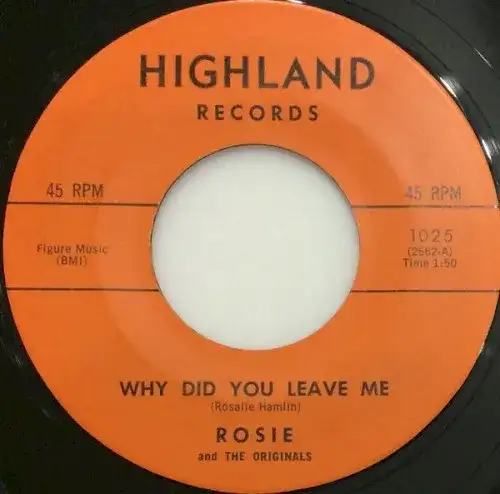 HIGHLAND
RECORDS
45 RPM
45 RPM
Figure Music
(BMI)
1025
(2662-A)
Time 1:50
WHY DID YOU LEAVE ME
(Rosalie Hamlin)
ROSIE
and THE ORIGINALS